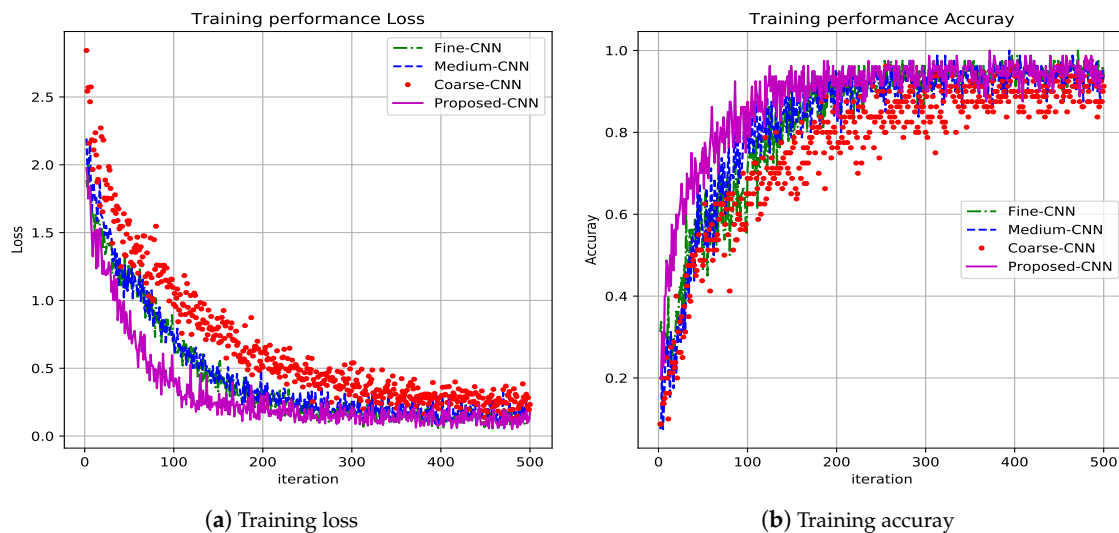 Training performance Loss
Fine-CNN
Medium-CNN
Coarse-CNN
Proposed-CNN
2.5
2.0
1.5
1.0
0.5
0.0
Loss
0
100
200
300
400
500
iteration
(a) Training loss
Training performance Accuray
1.0
0.8
0.6
0.4
0.2
Accuray
Fine-CNN
Medium-CNN
Coarse-CNN
Proposed-CNN
0
100
200
300
400
500
iteration
(b) Training accuray